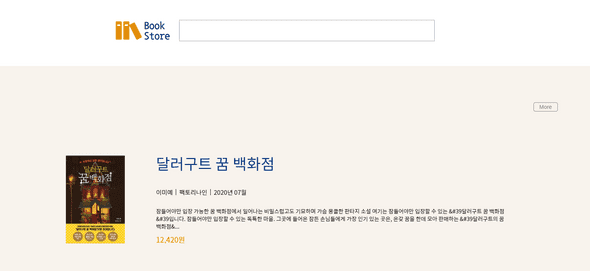 Book
Store
More
달러구트 꿈 백화점
이미예 | 팩토리나인 | 2020년 07월
잠들어야만 입장 가능한 꿈 백화점에서 일어나는 비밀스럽고도 기묘하며 가슴 뭉클한 판타지 소설 여기는 잠들어야만 입장할 수 있는 &#39달러구트 꿈 백화점
&#39입니다. 잠들어야만 입장할 수 있는 독특한 마을. 그곳에 들어온 잠든 손님들에게 가장 인기 있는 곳은, 온갖 꿈을 한데 모아 판매하는 &#39달러구트의 꿈
백화점&...
12,420원
달러구트
꿈 백화점